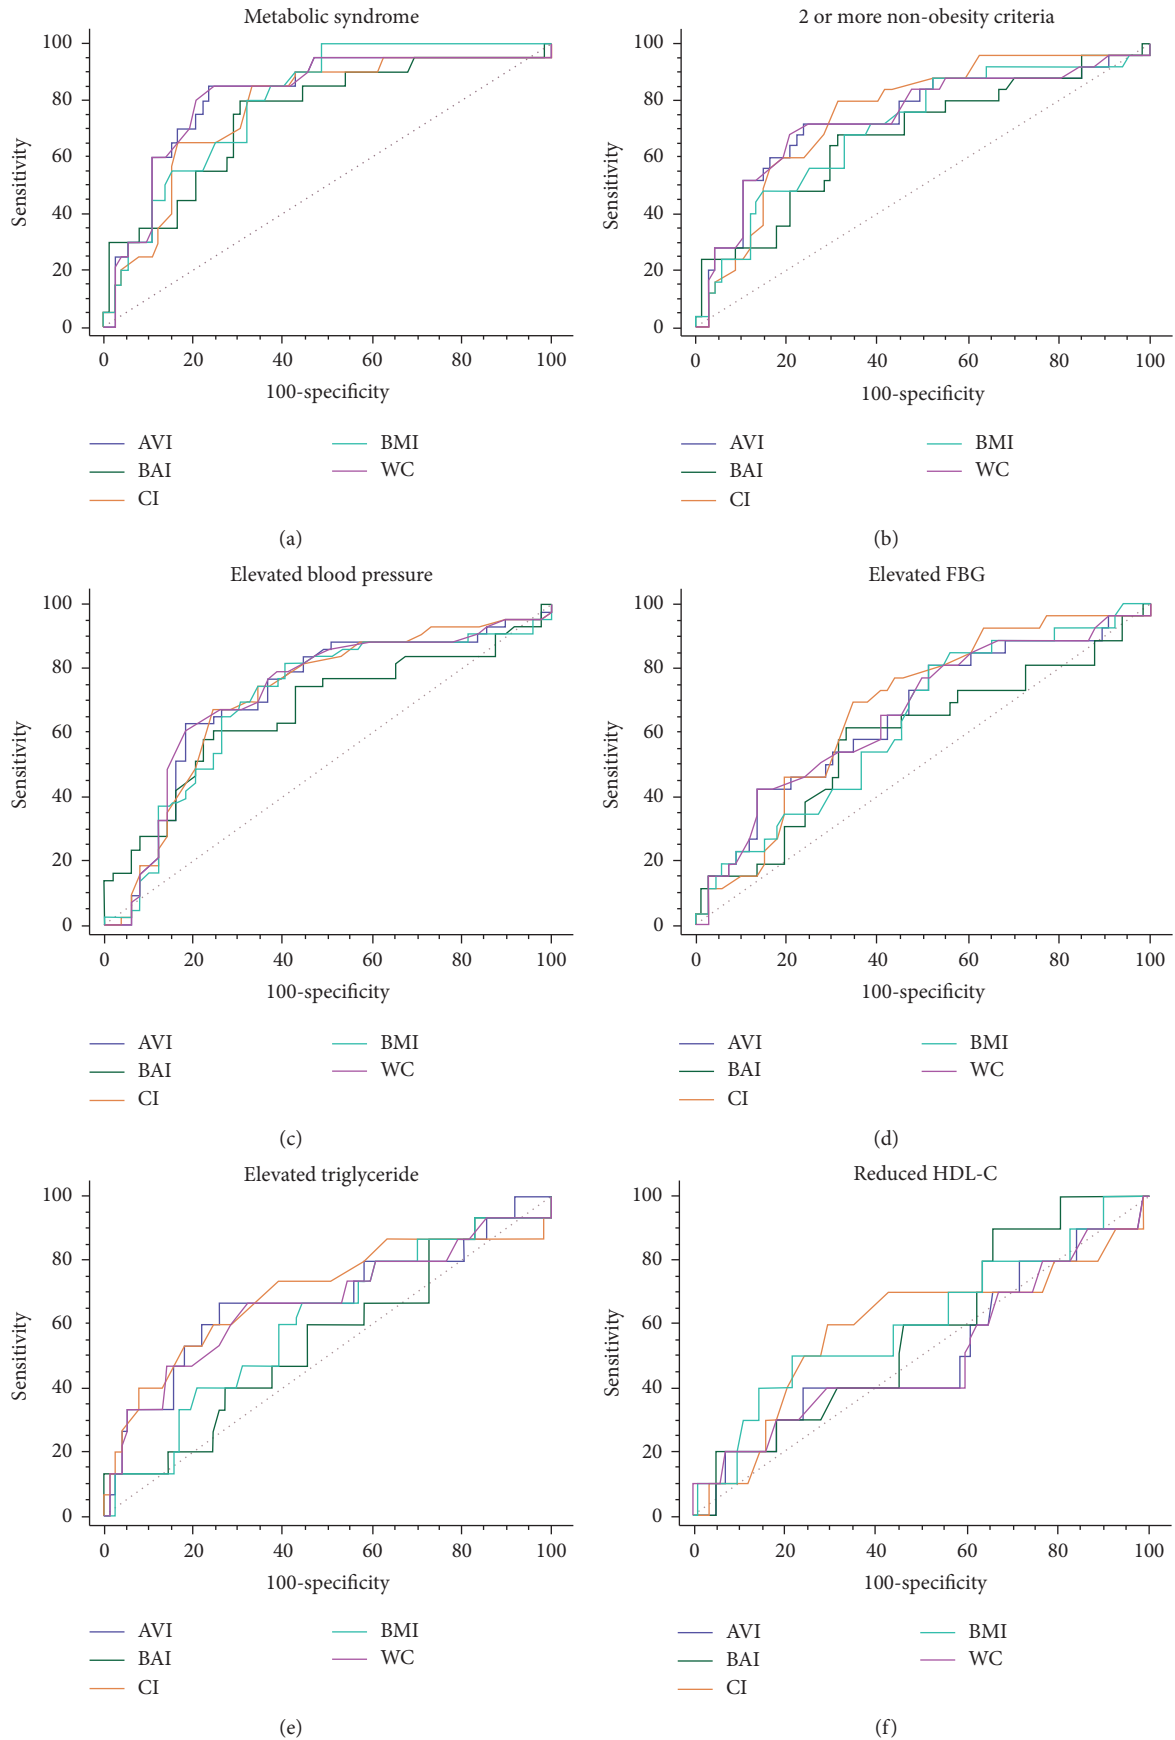 Metabolic syndrome
100
80
60
40
20
0
Sensitivity
0 20 40 60 80 100
100-specificity
AVI BMI
BAI WC
CI
(a)
2 or more non-obesity criteria
100
80
60
40
20
0
Sensitivity
0 20 40 60 80 100
100-specificity
AVI BMI
BAI WC
CI
(b)
Elevated blood pressure
100
80
60
40
20
0
Sensitivity
0 20 40 60 80 100
100-specificity
AVI BMI
BAI WC
CI
(c)
Elevated FBG
100
80
60
40
20
0
Sensitivity
0 20 40 60 80 100
100-specificity
AVI BMI
BAI WC
CI
(d)
Elevated triglyceride
100
80
60
40
20
0
Sensitivity
0 20 40 60 80 100
100-specificity
AVI BMI
BAI WC
CI
(e)
Reduced HDL-C
100
80
60
40
20
0
Sensitivity
0 20 40 60 80 100
100-specificity
AVI BMI
BAI WC
CI
(f)